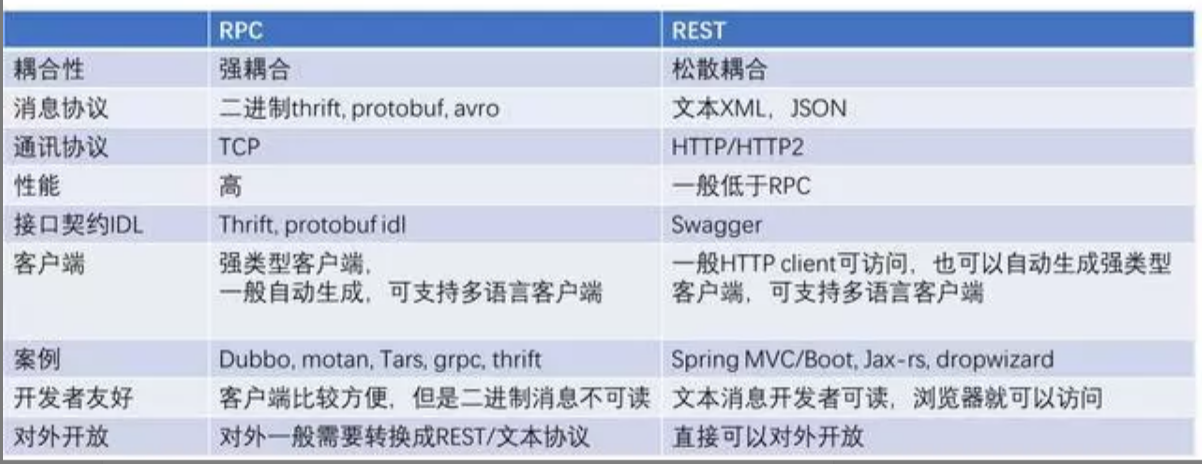 RPC REST
耦合性 强耦合 松散耦合
消息协议 二进制thrift, protobuf, avro 文本XML，JSON
通讯协议 TCP HTTP/HTTP2
性能 高 一般低于RPC
接口契约IDL Thrift, protobuf idl Swagger
客户端 强类型客户端， 一般HTTP client可访问，也可以自动生成强类型
一般自动生成，可支持多语言客户端 客户端，可支持多语言客户端
案例 Dubbo, motan, Tars, grpc, thrift Spring MVC/Boot, Jax-rs, dropwizard
开发者友好 客户端比较方便，但是二进制消息不可读 文本消息开发者可读，浏览器就可以访问
对外开放 对外一般需要转换成REST/文本协议 直接可以对外开放